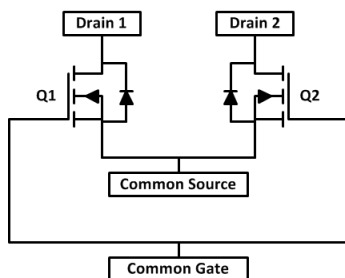 Drain 1
Drain 2
Q1
Q2
Common Source
Common Gate